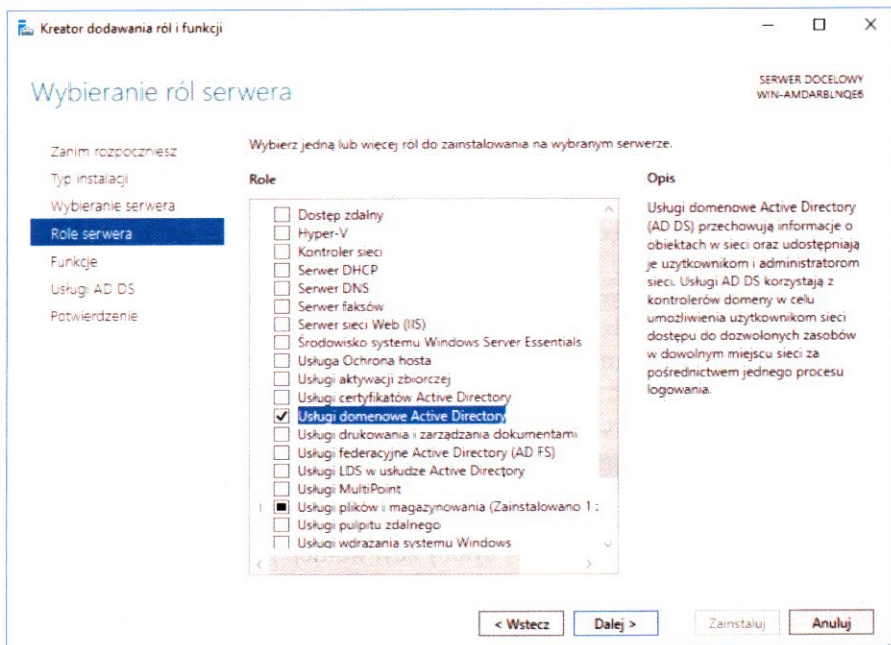 Kreator dodawania ról i funkcji
Wybieranie ról serwera
SERWER DOCELOWY
WIN-AMDARBLNQE6
Zanim rozpoczniesz
Typ instalacji
Wybieranie serwera
Role serwera
Funkcje
Usługi AD DS
Potwierdzenie
Wybierz jedną lub więcej ról do zainstalowania na wybranym serwerze.
Role
Dostęp zdalny
Hyper-V
Kontroler sieci
Serwer DHCP
Serwer DNS
Serwer faksów
Serwer sieci Web (IIS)
Środowisko systemu Windows Server Essentials
Usługa Ochrona hosta
Usługi aktywacji zbiorczej
Usługi certyfikatów Active Directory
Usługi domenowe Active Directory
Usługi drukowania i zarządzania dokumentami
Usługi federacyjne Active Directory (AD FS)
Usługi LDS w usłudze Active Directory
Usługi MultiPoint
Usługi plików i magazynowania (Zainstalowano 1 z
Usługi pulpitu zdalnego
Usługi wdrażania systemu Windows
Opis
Usługi domenowe Active Directory
(AD DS) przechowują informacje o
obiektach w sieci oraz udostępniają
je użytkownikom i administratorom
sieci. Usługi AD DS korzystają z
kontrolerów domeny w celu
umożliwienia użytkownikom sieci
dostępu do dozwolonych zasobów
w dowolnym miejscu sieci za
pośrednictwem jednego procesu
logowania.
< Wstecz
Dalej >
Zainstaluj
Anuluj